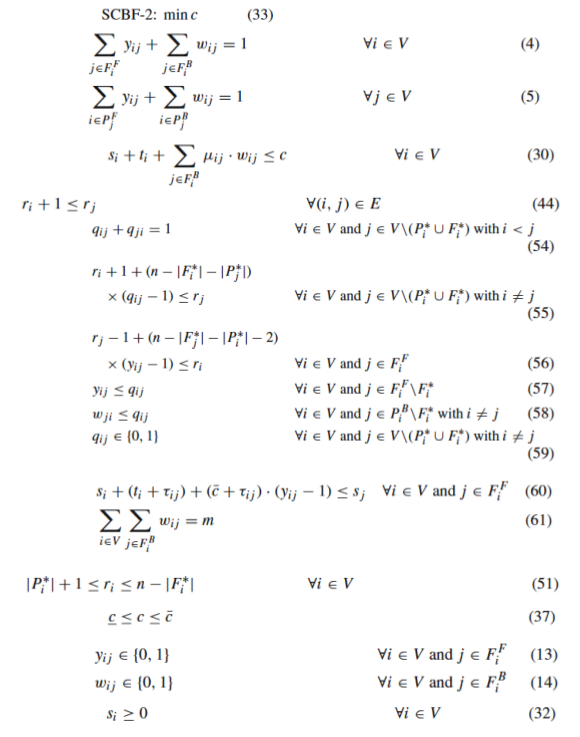 SCBF-2: min c (33)
∑_{j∈F_i^F} y_{ij} + ∑_{j∈F_i^B} w_{ij} = 1 ∀i ∈ V (4)
∑_{i∈P_j^F} y_{ij} + ∑_{i∈P_j^B} w_{ij} = 1 ∀j ∈ V (5)
s_i + t_i + ∑_{j∈F_i^B} μ_{ij} · w_{ij} ≤ c ∀i ∈ V (30)
r_i + 1 ≤ r_j ∀(i, j) ∈ E (44)
q_{ij} + q_{ji} = 1 ∀i ∈ V and j ∈ V\(P_i^* ∪ F_i^*) with i < j
(54)
r_i + 1 + (n − |F_i^*| − |P_j^*|)
× (q_{ij} − 1) ≤ r_j ∀i ∈ V and j ∈ V\(P_i^* ∪ F_i^*) with i ≠ j
(55)
r_j − 1 + (n − |F_j^*| − |P_i^*| − 2)
× (y_{ij} − 1) ≤ r_i ∀i ∈ V and j ∈ F_i^F (56)
y_{ij} ≤ q_{ij} ∀i ∈ V and j ∈ F_i^F\F_i^* (57)
w_{ji} ≤ q_{ij} ∀i ∈ V and j ∈ P_i^B\F_i^* with i ≠ j (58)
q_{ij} ∈ {0, 1} ∀i ∈ V and j ∈ V\(P_i^* ∪ F_i^*) with i ≠ j
(59)
s_i + (t_i + τ_{ij}) + (c̄ + τ_{ij}) · (y_{ij} − 1) ≤ s_j ∀i ∈ V and j ∈ F_i^F (60)
∑_{i∈V} ∑_{j∈F_i^B} w_{ij} = m (61)
|P_i^*| + 1 ≤ r_i ≤ n − |F_i^*| ∀i ∈ V (51)
c̲ ≤ c ≤ c̄ (37)
y_{ij} ∈ {0, 1} ∀i ∈ V and j ∈ F_i^F (13)
w_{ij} ∈ {0, 1} ∀i ∈ V and j ∈ F_i^B (14)
s_i ≥ 0 ∀i ∈ V (32)